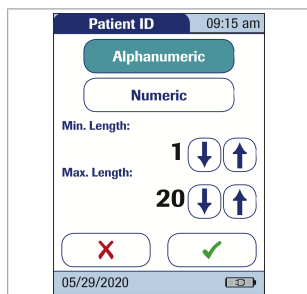 Patient ID 09:15 am
Alphanumeric
Numeric
Min. Length:
1
Max. Length:
20
05/29/2020